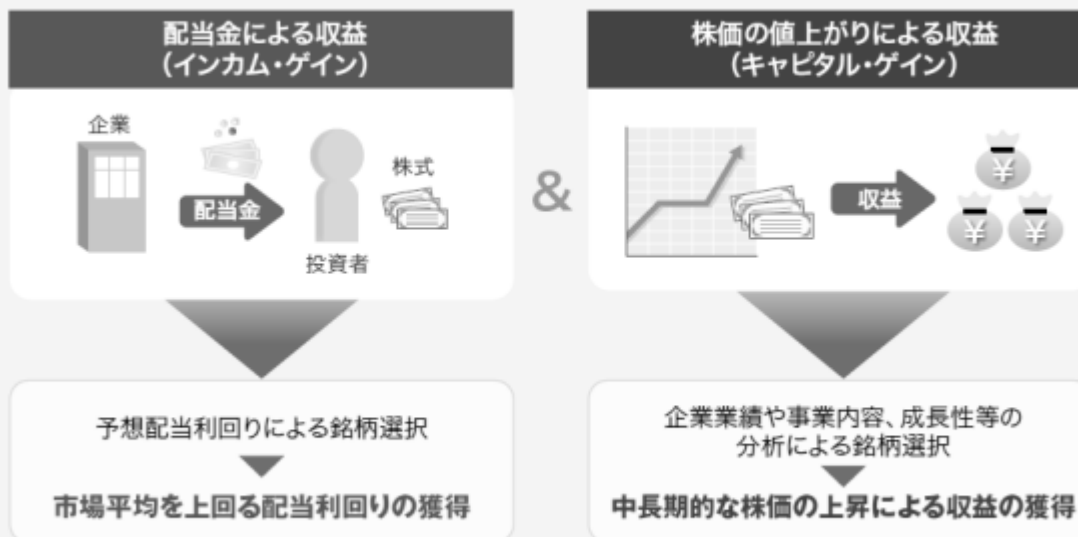 配当金による収益
（インカム・ゲイン）
企業
配当金
投資者
株式
&
株価の値上がりによる収益
（キャピタル・ゲイン）
収益
¥
¥
¥
予想配当利回りによる銘柄選択
市場平均を上回る配当利回りの獲得
企業業績や事業内容、成長性等の
分析による銘柄選択
中長期的な株価の上昇による収益の獲得